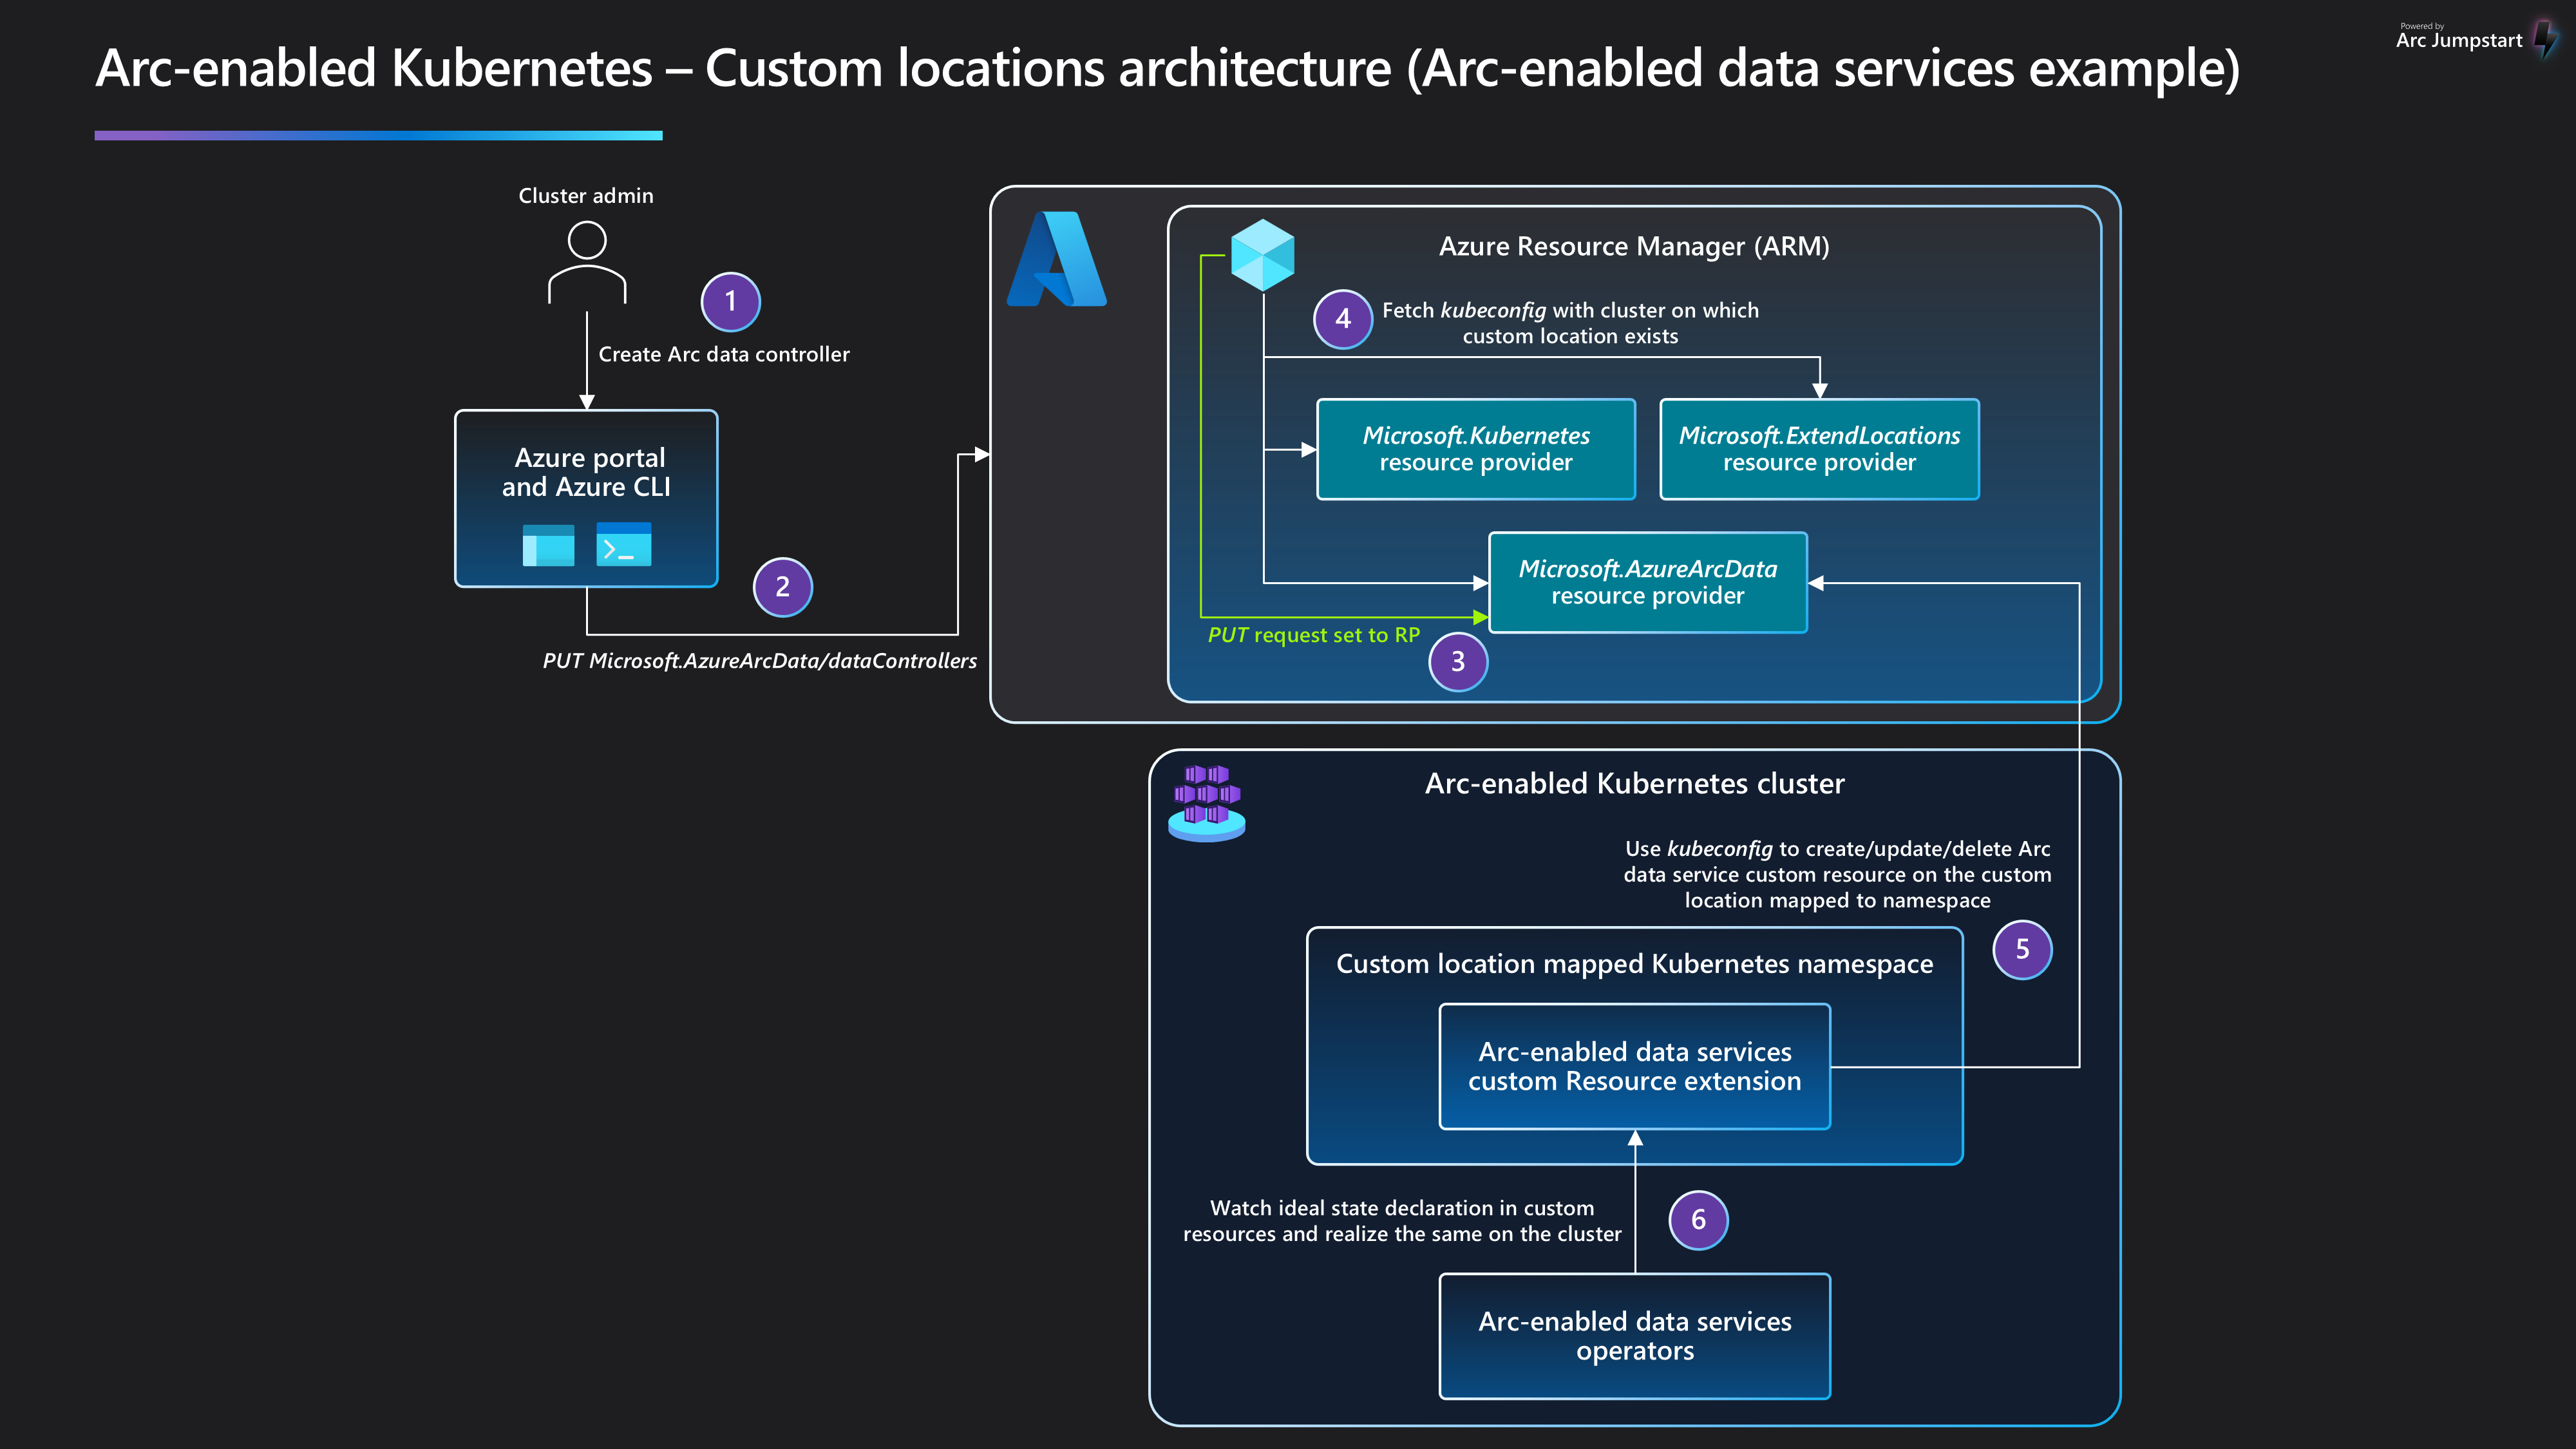 Powered by
Arc Jumpstart
Arc-enabled Kubernetes – Custom locations architecture (Arc-enabled data services example)
Cluster admin
1
Create Arc data controller
Azure portal
and Azure CLI
2
PUT Microsoft.AzureArcData/dataControllers
Azure Resource Manager (ARM)
4
Fetch kubeconfig with cluster on which
custom location exists
Microsoft.Kubernetes
resource provider
Microsoft.ExtendLocations
resource provider
Microsoft.AzureArcData
resource provider
PUT request set to RP
3
Arc-enabled Kubernetes cluster
Use kubeconfig to create/update/delete Arc
data service custom resource on the custom
location mapped to namespace
5
Custom location mapped Kubernetes namespace
Arc-enabled data services
custom Resource extension
Watch ideal state declaration in custom
resources and realize the same on the cluster
6
Arc-enabled data services
operators